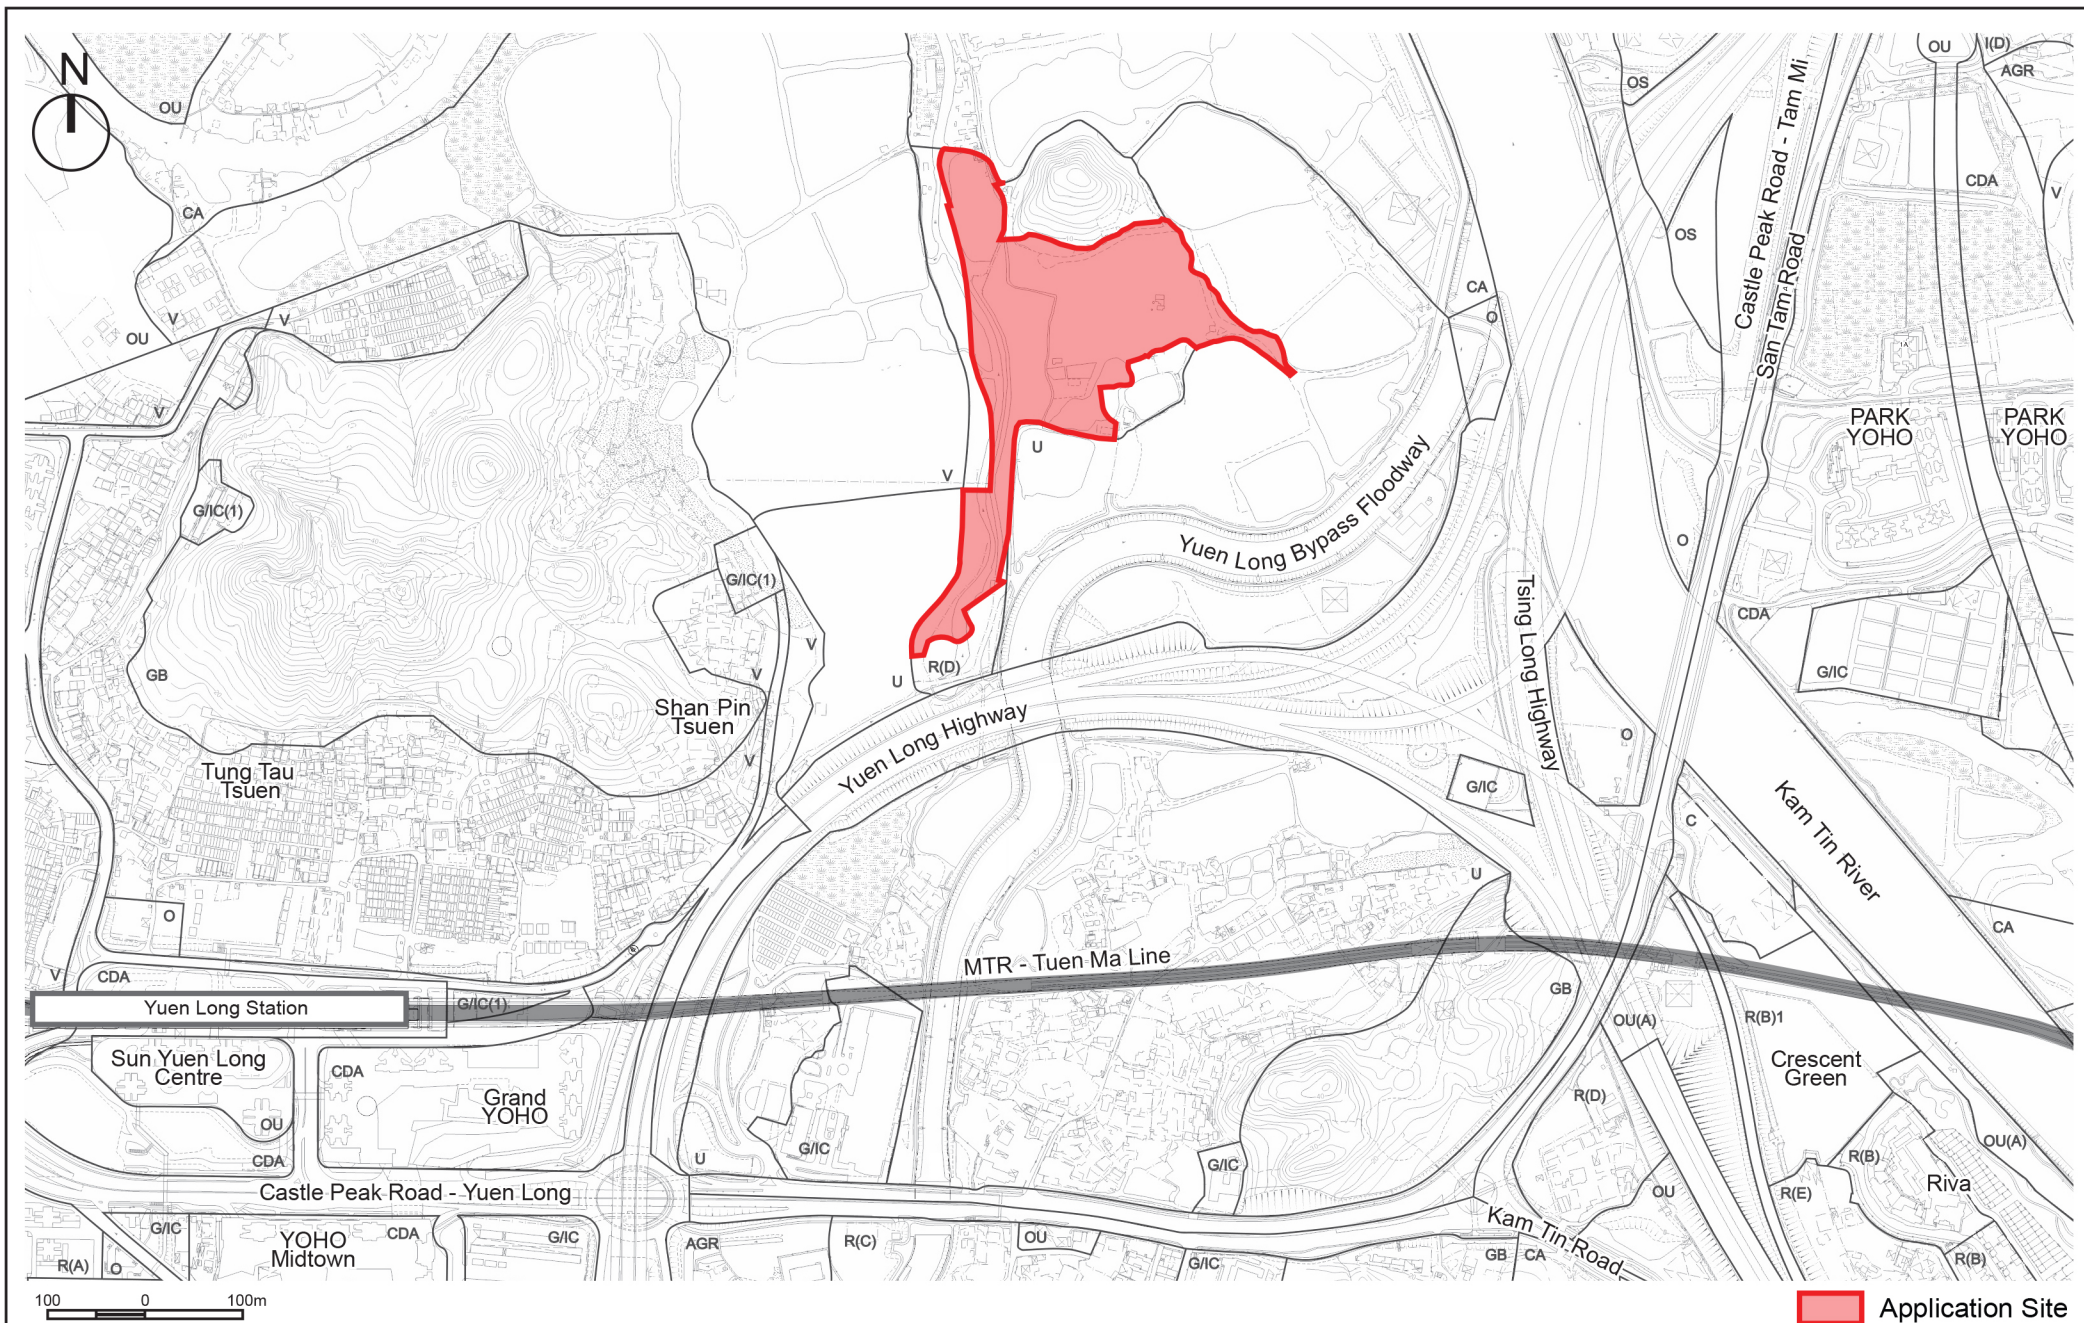 N
OU
OU
I(D)
AGR
OS
Castle Peak Road - Tam Mi
San Tam Road
CDA
V
CA
OS
CA
O
V
V
OU
V
PARK
YOHO
PARK
YOHO
U
V
G/IC(1)
Yuen Long Bypass Floodway
O
G/IC(1)
Tsing Long Highway
CDA
V
GB
R(D)
U
V
G/IC
Shan Pin
Tsuen
Yuen Long Highway
O
V
Tung Tau
Tsuen
G/IC
Kam Tin River
C
U
O
CA
MTR - Tuen Ma Line
V
CDA
GB
Yuen Long Station
G/IC(1)
OU(A)
R(B)1
Sun Yuen Long
Centre
CDA
Crescent
Green
Grand
YOHO
R(D)
OU
OU(A)
CDA
G/IC
U
G/IC
R(B)
Riva
Castle Peak Road - Yuen Long
OU
R(E)
G/IC
YOHO
Midtown
CDA
G/IC
AGR
R(C)
OU
Kam Tin Road
R(A)
O
G/IC
GB
CA
R(B)
100
0
100m
Application Site